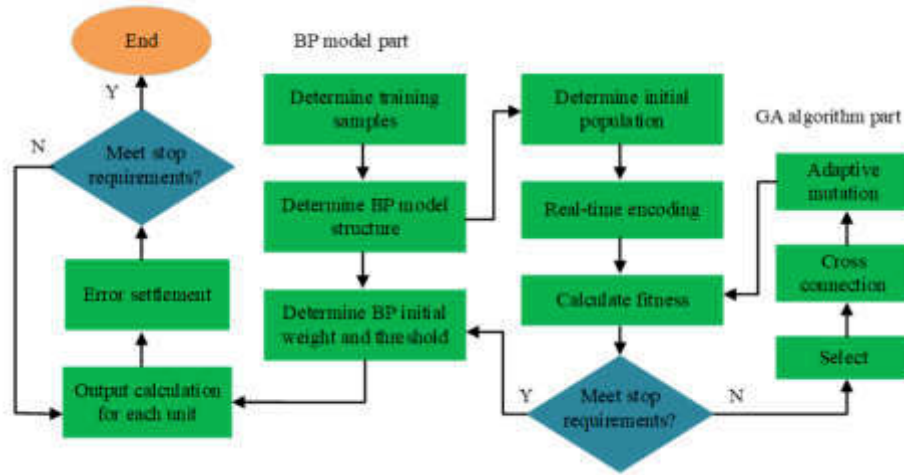 End
Y
N
Meet stop
requirements?
Error settlement
Output calculation
for each unit
BP model part
Determine training
samples
Determine BP model
structure
Determine BP initial
weight and threshold
Determine initial
population
Real-time encoding
Calculate fitness
Y
Meet stop
requirements?
N
GA algorithm part
Adaptive
mutation
Cross
connection
Select